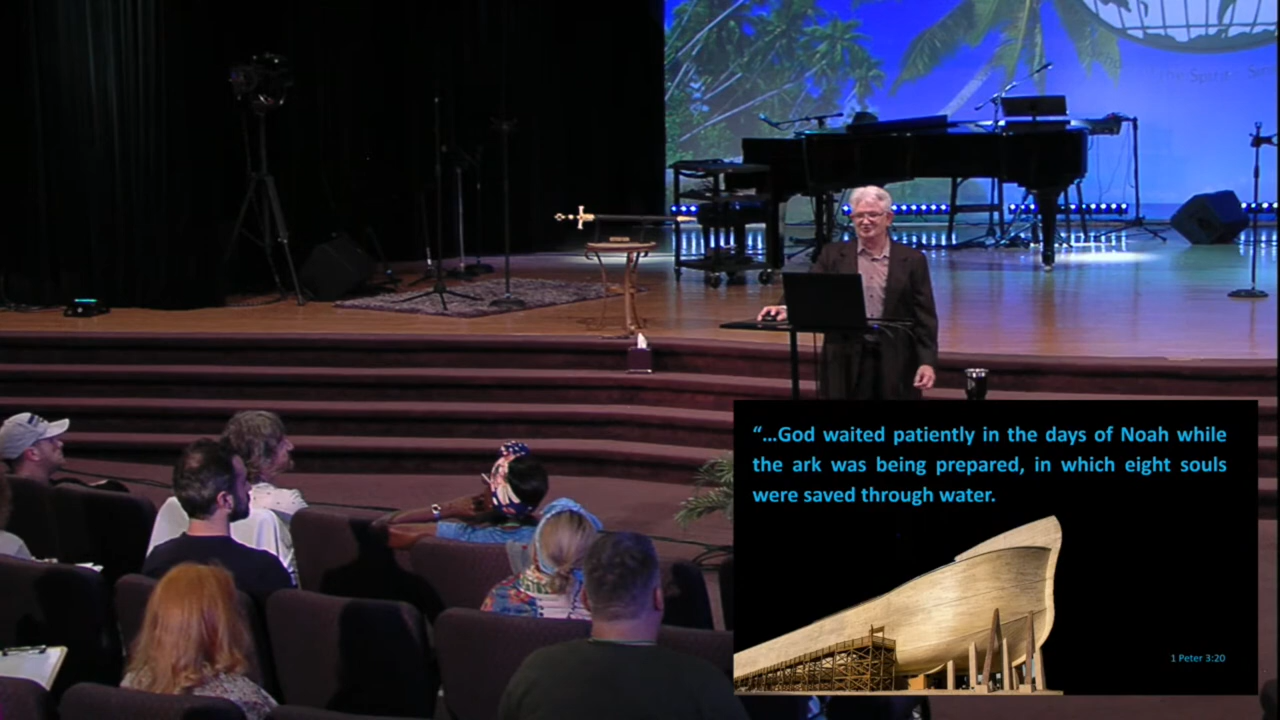 “...God waited patiently in the days of Noah while
the ark was being prepared, in which eight souls
were saved through water.
1 Peter 3:20